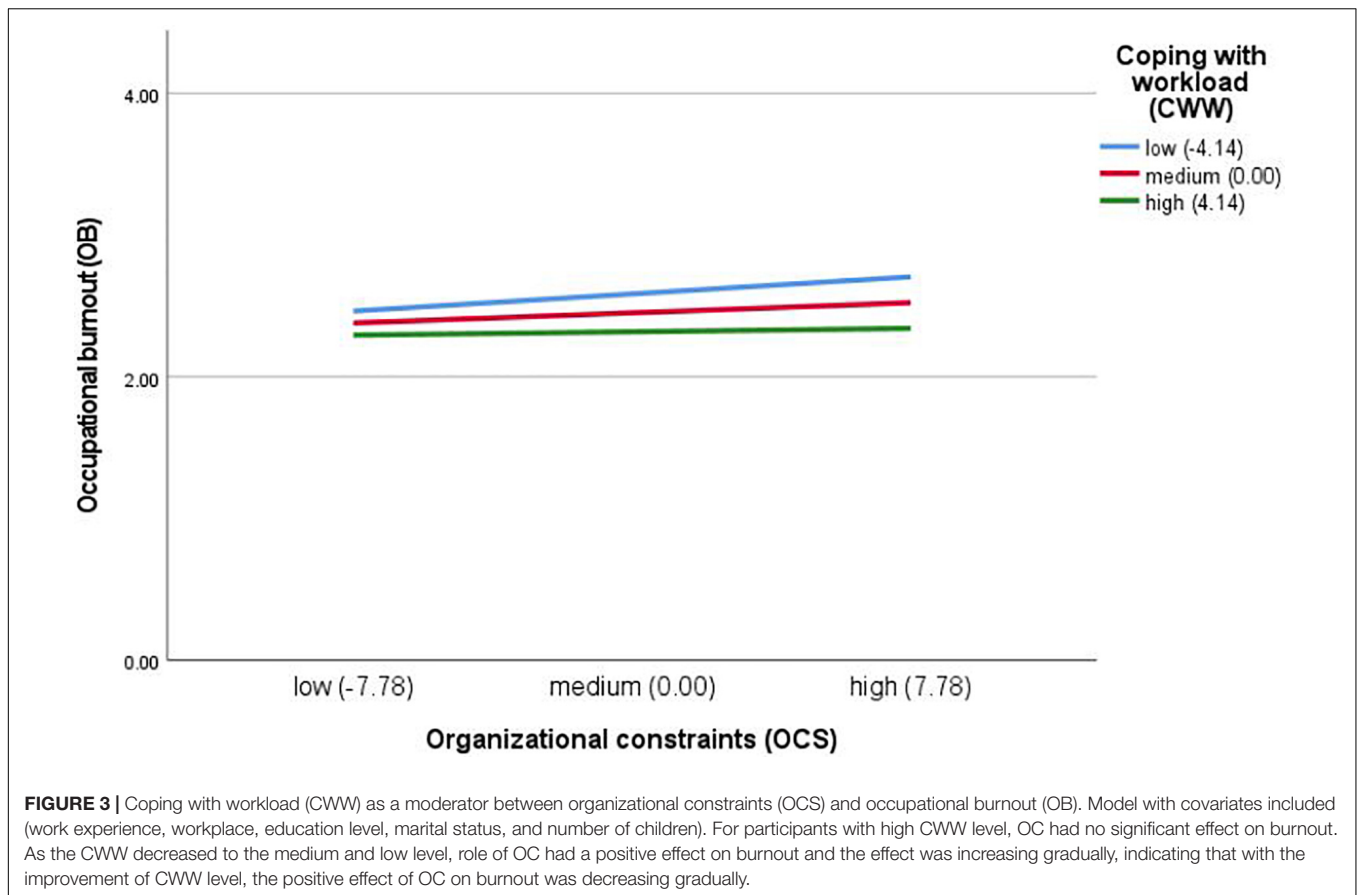 Coping with
workload
(CWW)
low (-4.14)
medium (0.00)
high (4.14)
4.00
2.00
0.00
Occupational burnout (OB)
low (-7.78)
medium (0.00)
high (7.78)
Organizational constraints (OCS)
FIGURE 3 | Coping with workload (CWW) as a moderator between organizational constraints (OCS) and occupational burnout (OB). Model with covariates included
(work experience, workplace, education level, marital status, and number of children). For participants with high CWW level, OC had no significant effect on burnout.
As the CWW decreased to the medium and low level, role of OC had a positive effect on burnout and the effect was increasing gradually, indicating that with the
improvement of CWW level, the positive effect of OC on burnout was decreasing gradually.